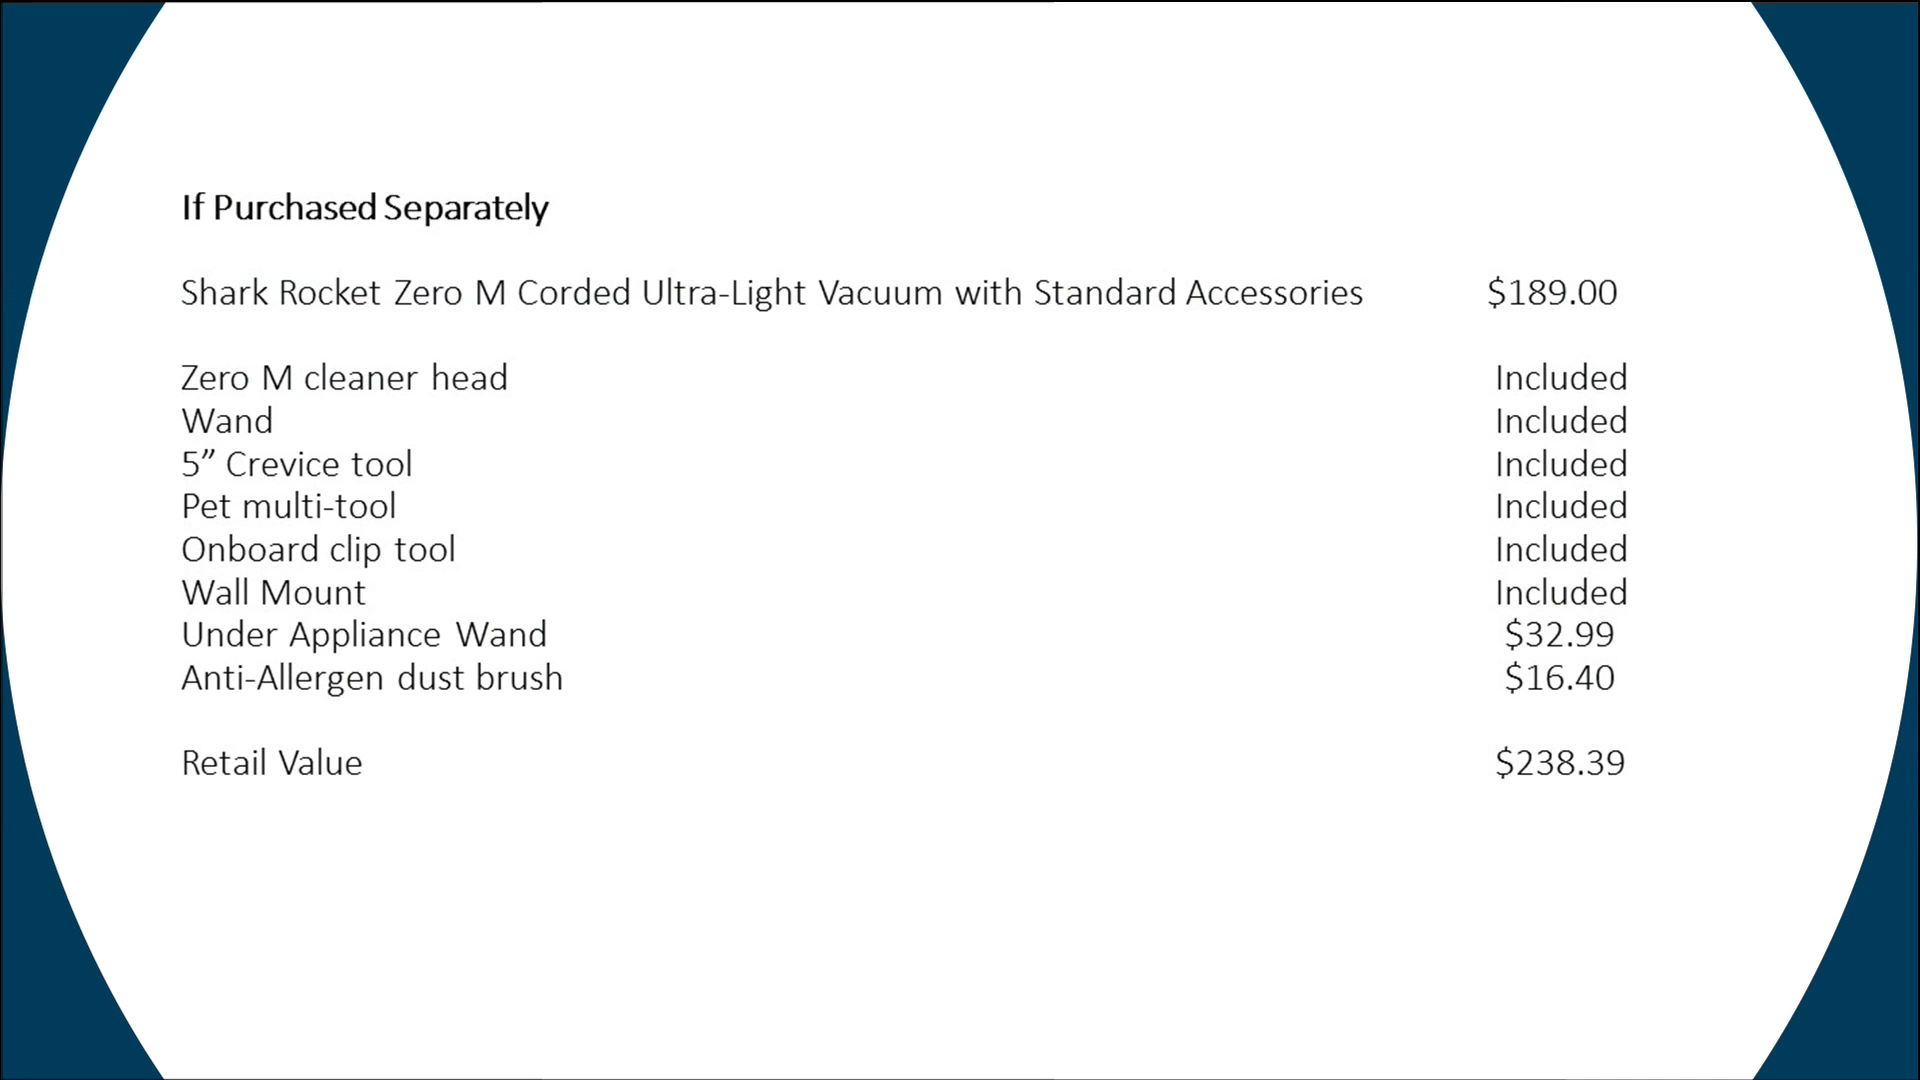 If Purchased Separately
Shark Rocket Zero M Corded Ultra-Light Vacuum with Standard Accessories $189.00
Zero M cleaner head Included
Wand Included
5” Crevice tool Included
Pet multi-tool Included
Onboard clip tool Included
Wall Mount Included
Under Appliance Wand $32.99
Anti-Allergen dust brush $16.40
Retail Value $238.39